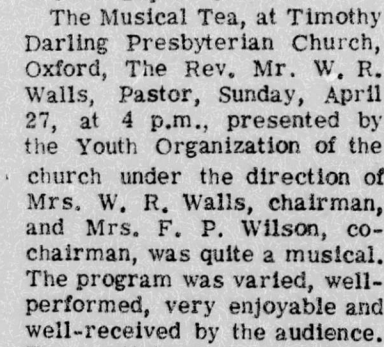 The Musical Tea, at Timothy
Darling Presbyterian Church,
Oxford, The Rev. Mr. W. R.
Walls, Pastor, Sunday, April
27, at 4 p.m., presented by
the Youth Organization of the
church under the direction of
Mrs. W. R. Walls, chairman,
and Mrs. F. P. Wilson, co-
chairman, was quite a musical.
The program was varied, well-
performed, very enjoyable and
well-received by the audience.